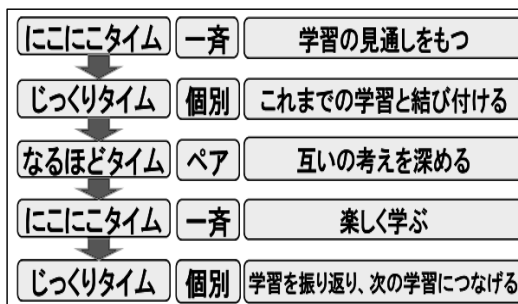 にこにこタイム 一斉 学習の見通しをもつ
じっくりタイム 個別 これまでの学習と結び付ける
なるほどタイム ペア 互いの考えを深める
にこにこタイム 一斉 楽しく学ぶ
じっくりタイム 個別 学習を振り返り、次の学習につなげる